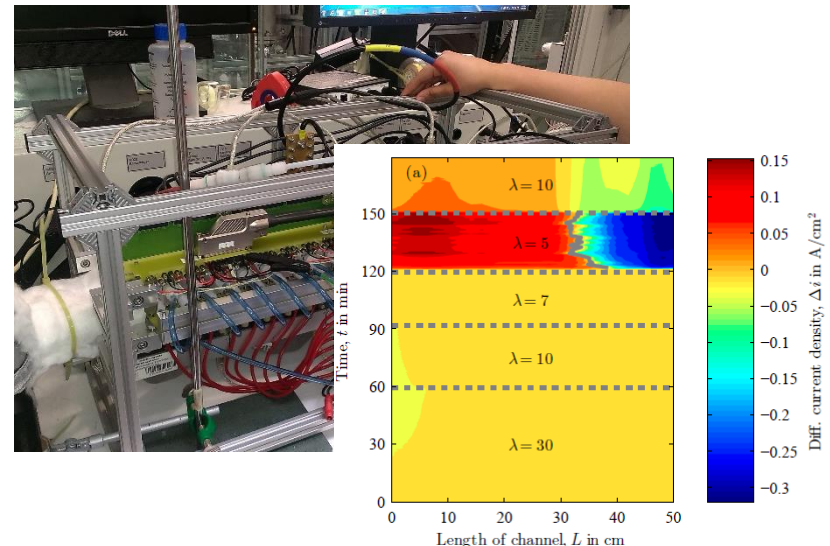 DELL
(a)
λ = 10
λ = 5
λ = 7
λ = 10
λ = 30
150
120
90
60
30
0
Time, t in min
0 10 20 30 40 50
Length of channel, L in cm
0.15
0.10
0.05
0
−0.05
−0.1
−0.15
−0.2
−0.25
−0.3
Diff. current density, Δi in A/cm²